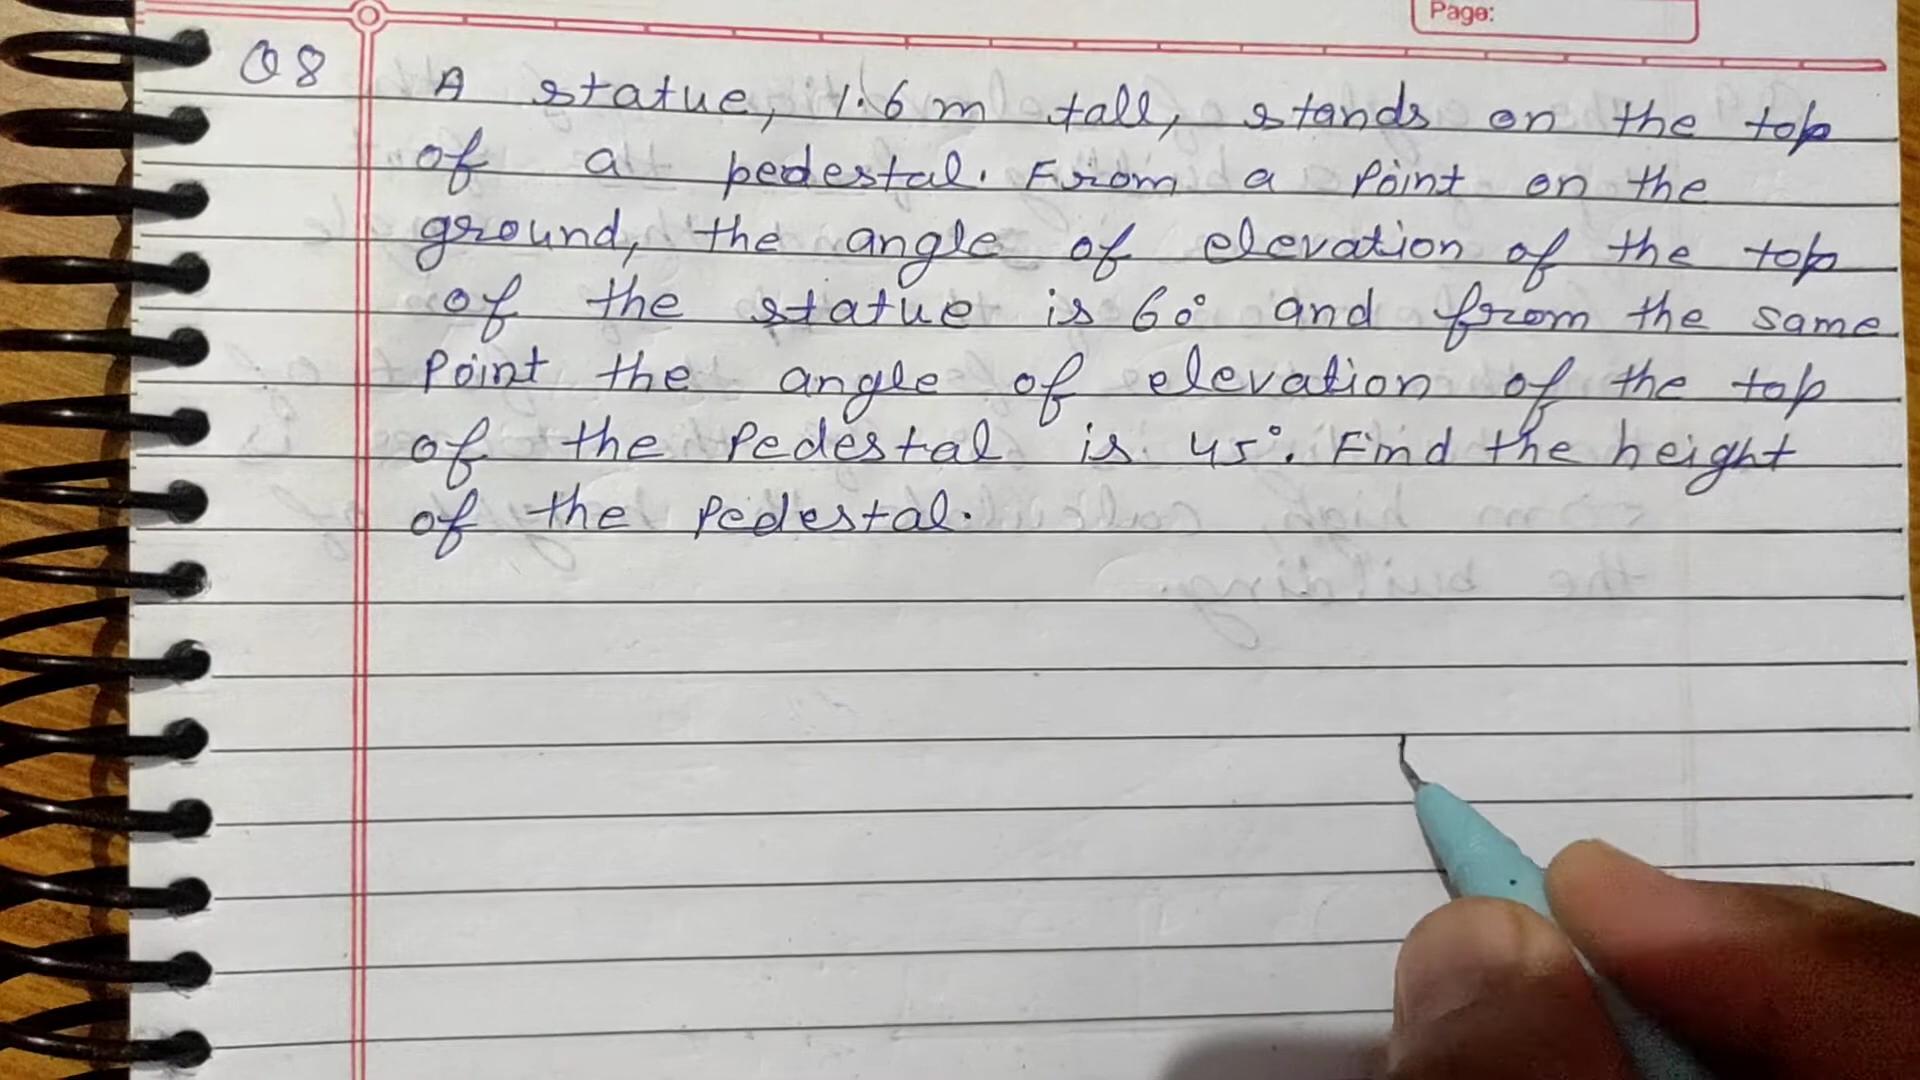 Page:
Q8 A statue, 1.6 m tall, stands on the top
of a pedestal. From a point on the
ground, the angle of elevation of the top
of the statue is 60° and from the same
point the angle of elevation of the top
of the pedestal is 45°. Find the height
of the pedestal.